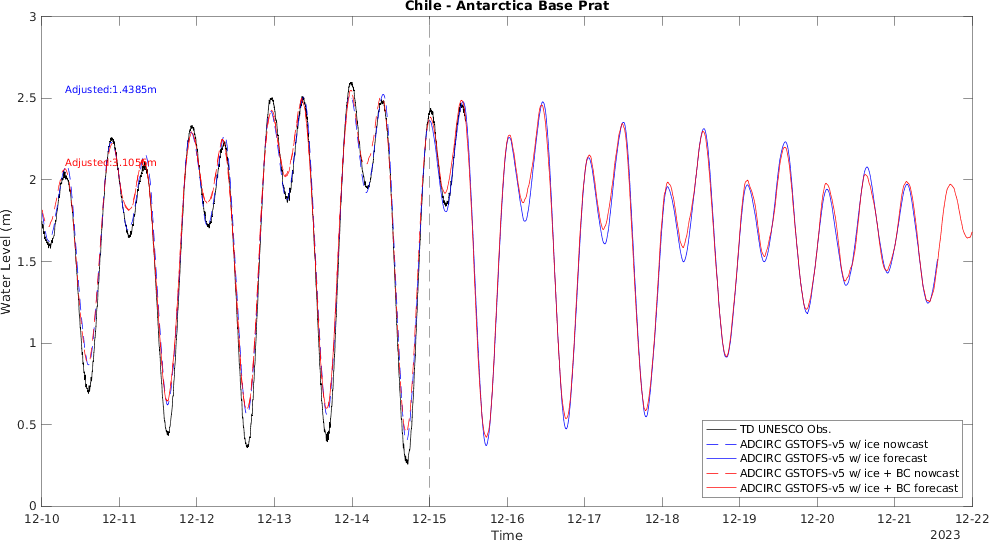 Chile - Antarctica Base Prat
3
2.5
2
1.5
1
0.5
0
Water Level (m)
Adjusted:1.4385m
TD UNESCO Obs.
ADCIRC GSTOFS-v5 w/ ice nowcast
ADCIRC GSTOFS-v5 w/ ice forecast
ADCIRC GSTOFS-v5 w/ ice + BC nowcast
ADCIRC GSTOFS-v5 w/ ice + BC forecast
12-10 12-11 12-12 12-13 12-14 12-15 12-16 12-17 12-18 12-19 12-20 12-21 12-22
Time
2023